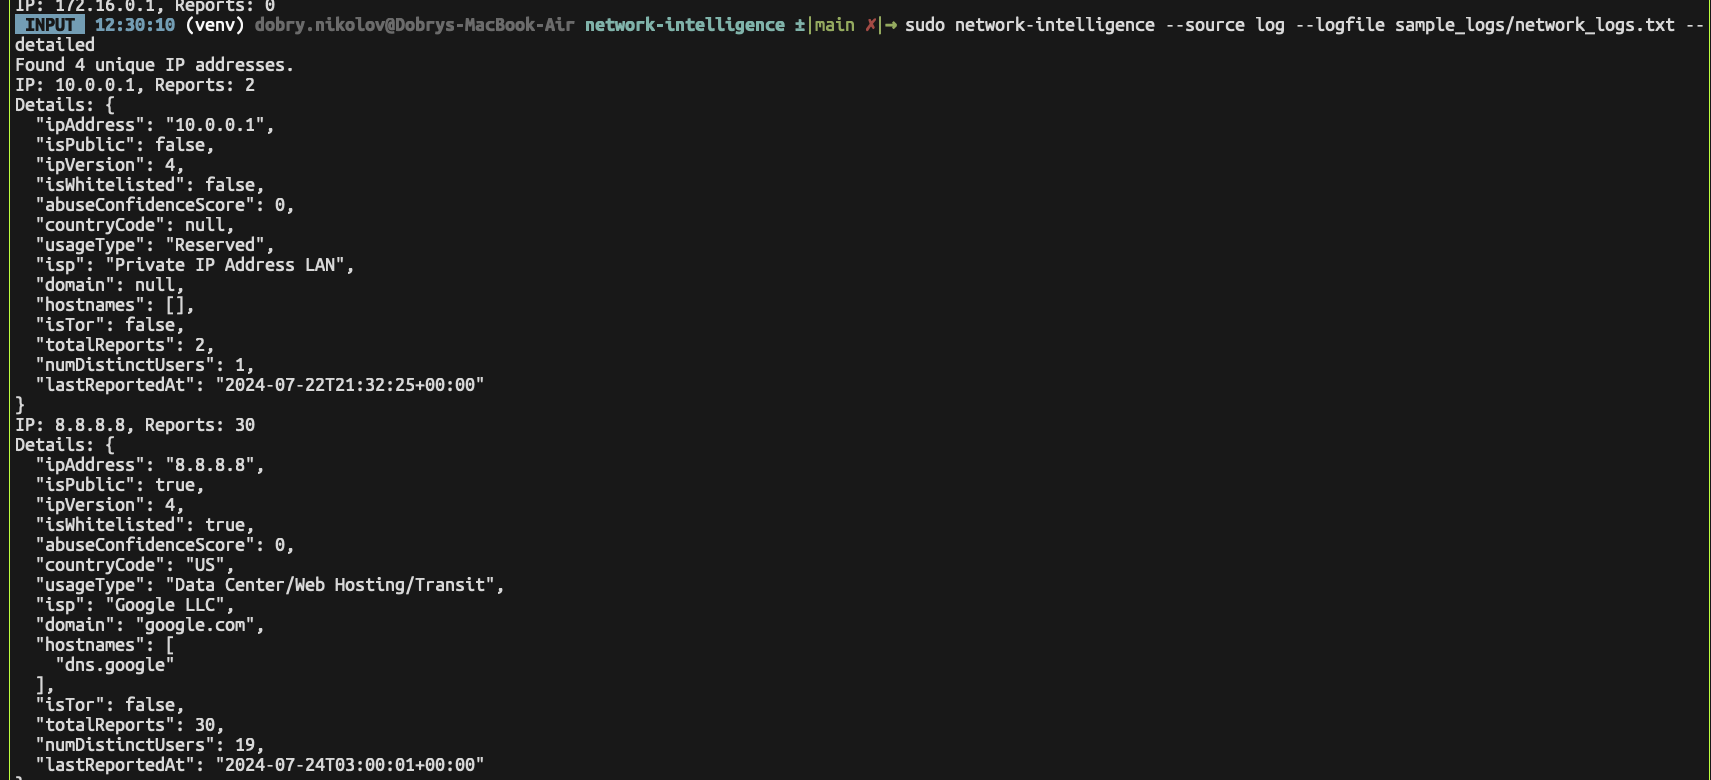 IP: 172.16.0.1, Reports: 0
INPUT 12:30:10 (venv) dobry.nikolov@Dobrys-MacBook-Air network-intelligence ±|main ✗|→ sudo network-intelligence --source log --logfile sample_logs/network_logs.txt --
detailed
Found 4 unique IP addresses.
IP: 10.0.0.1, Reports: 2
Details: {
  "ipAddress": "10.0.0.1",
  "isPublic": false,
  "ipVersion": 4,
  "isWhitelisted": false,
  "abuseConfidenceScore": 0,
  "countryCode": null,
  "usageType": "Reserved",
  "isp": "Private IP Address LAN",
  "domain": null,
  "hostnames": [],
  "isTor": false,
  "totalReports": 2,
  "numDistinctUsers": 1,
  "lastReportedAt": "2024-07-22T21:32:25+00:00"
}
IP: 8.8.8.8, Reports: 30
Details: {
  "ipAddress": "8.8.8.8",
  "isPublic": true,
  "ipVersion": 4,
  "isWhitelisted": true,
  "abuseConfidenceScore": 0,
  "countryCode": "US",
  "usageType": "Data Center/Web Hosting/Transit",
  "isp": "Google LLC",
  "domain": "google.com",
  "hostnames": [
    "dns.google"
  ],
  "isTor": false,
  "totalReports": 30,
  "numDistinctUsers": 19,
  "lastReportedAt": "2024-07-24T03:00:01+00:00"
}